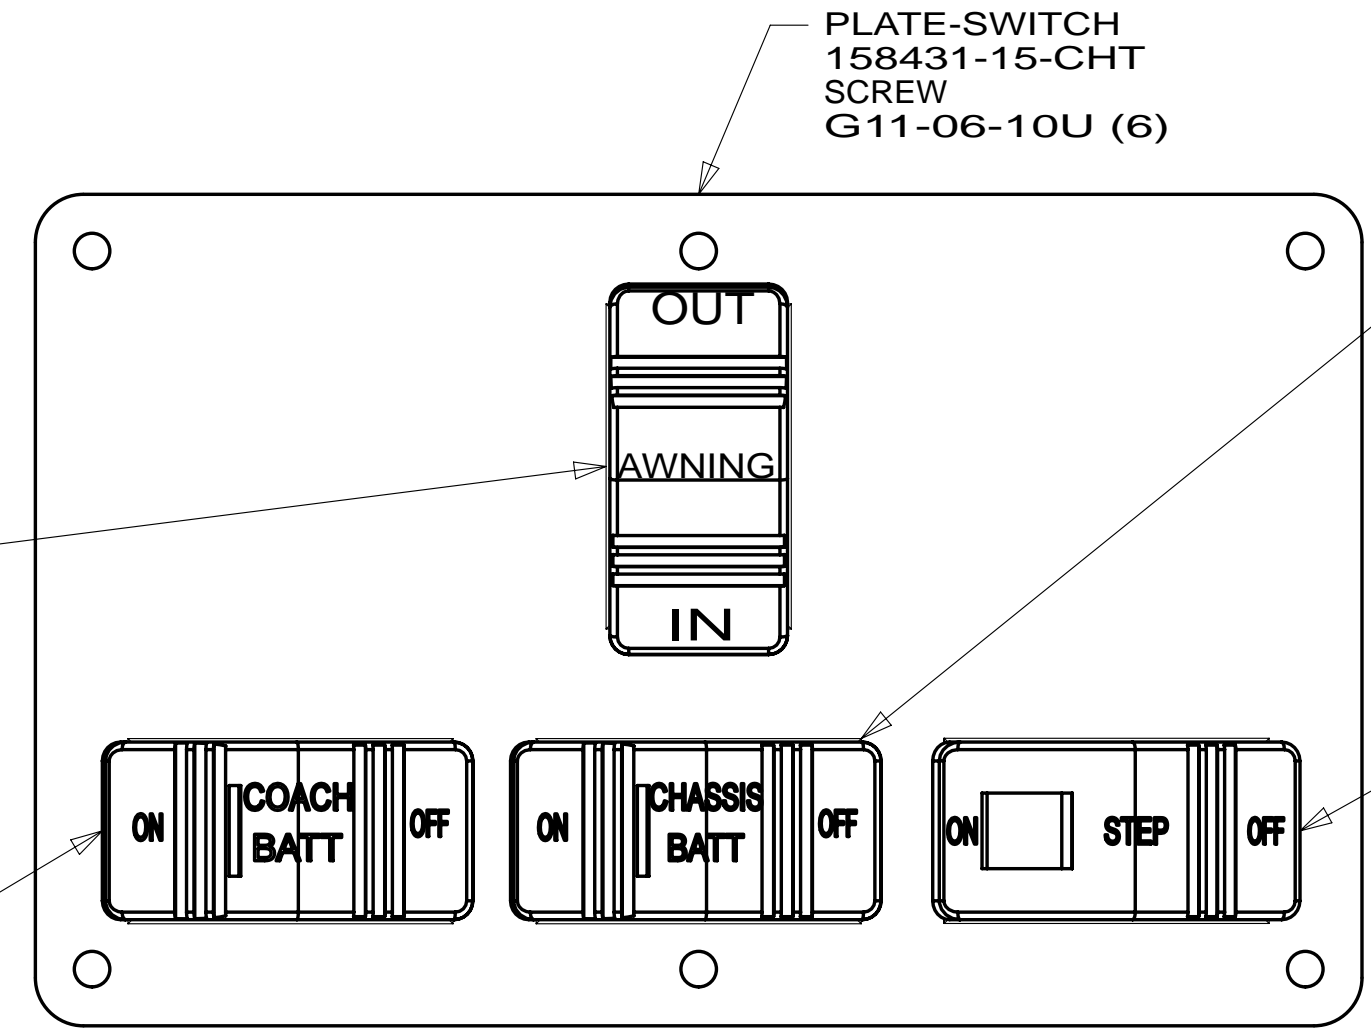 PLATE-SWITCH
158431-15-CHT
SCREW
G11-06-10U (6)
OUT
AWNING
IN
ON
COACH
BATT
OFF
ON
CHASSIS
BATT
OFF
ON
STEP
OFF